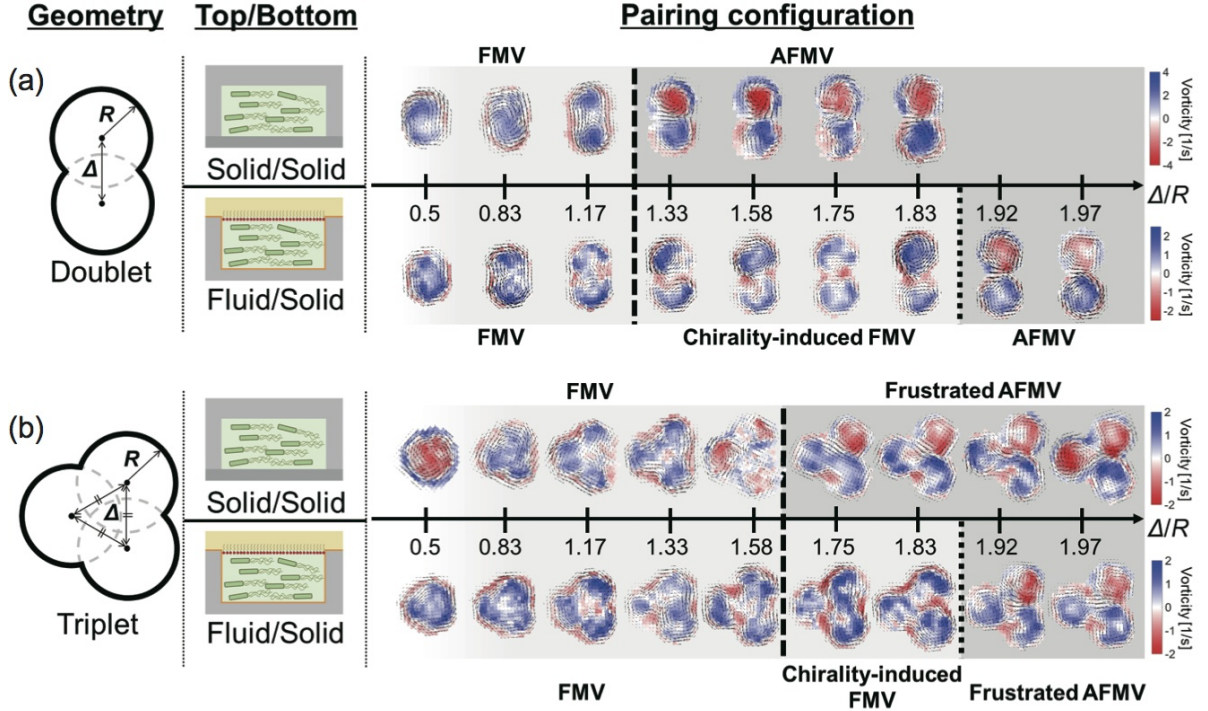 Geometry
Top/Bottom
Pairing configuration
(a)
R
Δ
Doublet
Solid/Solid
Fluid/Solid
FMV
AFMV
0.5
0.83
1.17
1.33
1.58
1.75
1.83
1.92
1.97
Δ/R
FMV
Chirality-induced FMV
AFMV
4
2
0
-2
-4
Vorticity [1/s]
2
1
0
-1
-2
Vorticity [1/s]
(b)
R
Δ
Triplet
Solid/Solid
Fluid/Solid
FMV
Frustrated AFMV
0.5
0.83
1.17
1.33
1.58
1.75
1.83
1.92
1.97
Δ/R
FMV
Chirality-induced
FMV
Frustrated AFMV
2
1
0
-1
-2
Vorticity [1/s]
2
1
0
-1
-2
Vorticity [1/s]